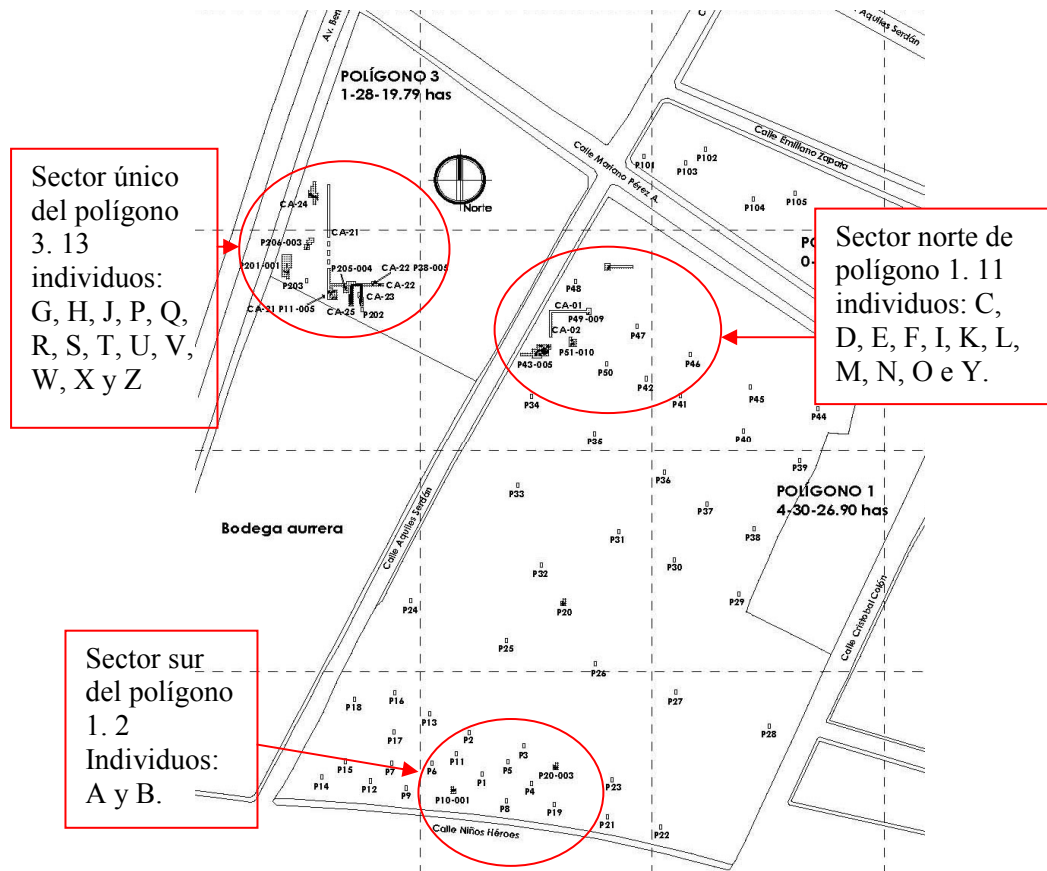 Av. Ben
C
Aquiles Serdán
POLÍGONO 3
1-28-19.79 has
Calle Emiliano Zapata
Calle Mariano Pérez A.
P101
P102
P103
P104
P105
Norte
Sector único
del polígono
3. 13
individuos:
G, H, J, P, Q,
R, S, T, U, V,
W, X y Z
CA-24
CA-21
P206-003
P201-001
P205-004
CA-22 P38-005
P203
CA-22
CA-23
CA-21 P11-005
CA-25
P202
Sector norte de
polígono 1. 11
individuos: C,
D, E, F, I, K, L,
M, N, O e Y.
PO
0-
P48
CA-01
P49-009
CA-02
P47
P51-010
P43-005
P50
P46
P42
P34
P41
P45
P44
P35
P40
P39
P36
P33
POLÍGONO 1
4-30-26.90 has
P37
Bodega aurrera
Calle Aquiles Serdán
P31
P38
P32
P30
P24
P20
P29
P25
Calle Cristobal Colón
P26
Sector sur
del polígono
1. 2
Individuos:
A y B.
P18
P16
P27
P13
P28
P17
P2
P3
P11
P15
P7
P6
P5
P20-003
P14
P12
P9
P1
P4
P23
P10-001
P8
P19
P21
P22
Calle Niños Héroes